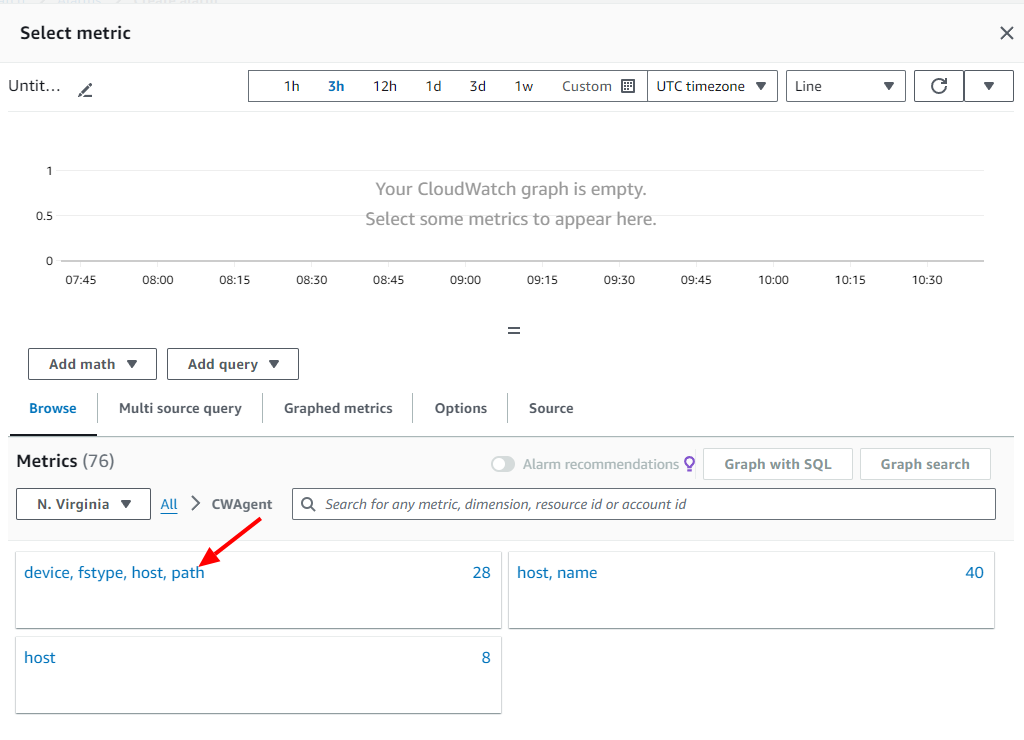 Select metric
Untit...
1h 3h 12h 1d 3d 1w Custom UTC timezone Line
1
Your CloudWatch graph is empty.
0.5
Select some metrics to appear here.
0
07:45 08:00 08:15 08:30 08:45 09:00 09:15 09:30 09:45 10:00 10:15 10:30
Add math Add query
Browse Multi source query Graphed metrics Options Source
Metrics (76) Alarm recommendations Graph with SQL Graph search
N. Virginia All CWAgent Search for any metric, dimension, resource id or account id
device, fstype, host, path 28 host, name 40
host 8